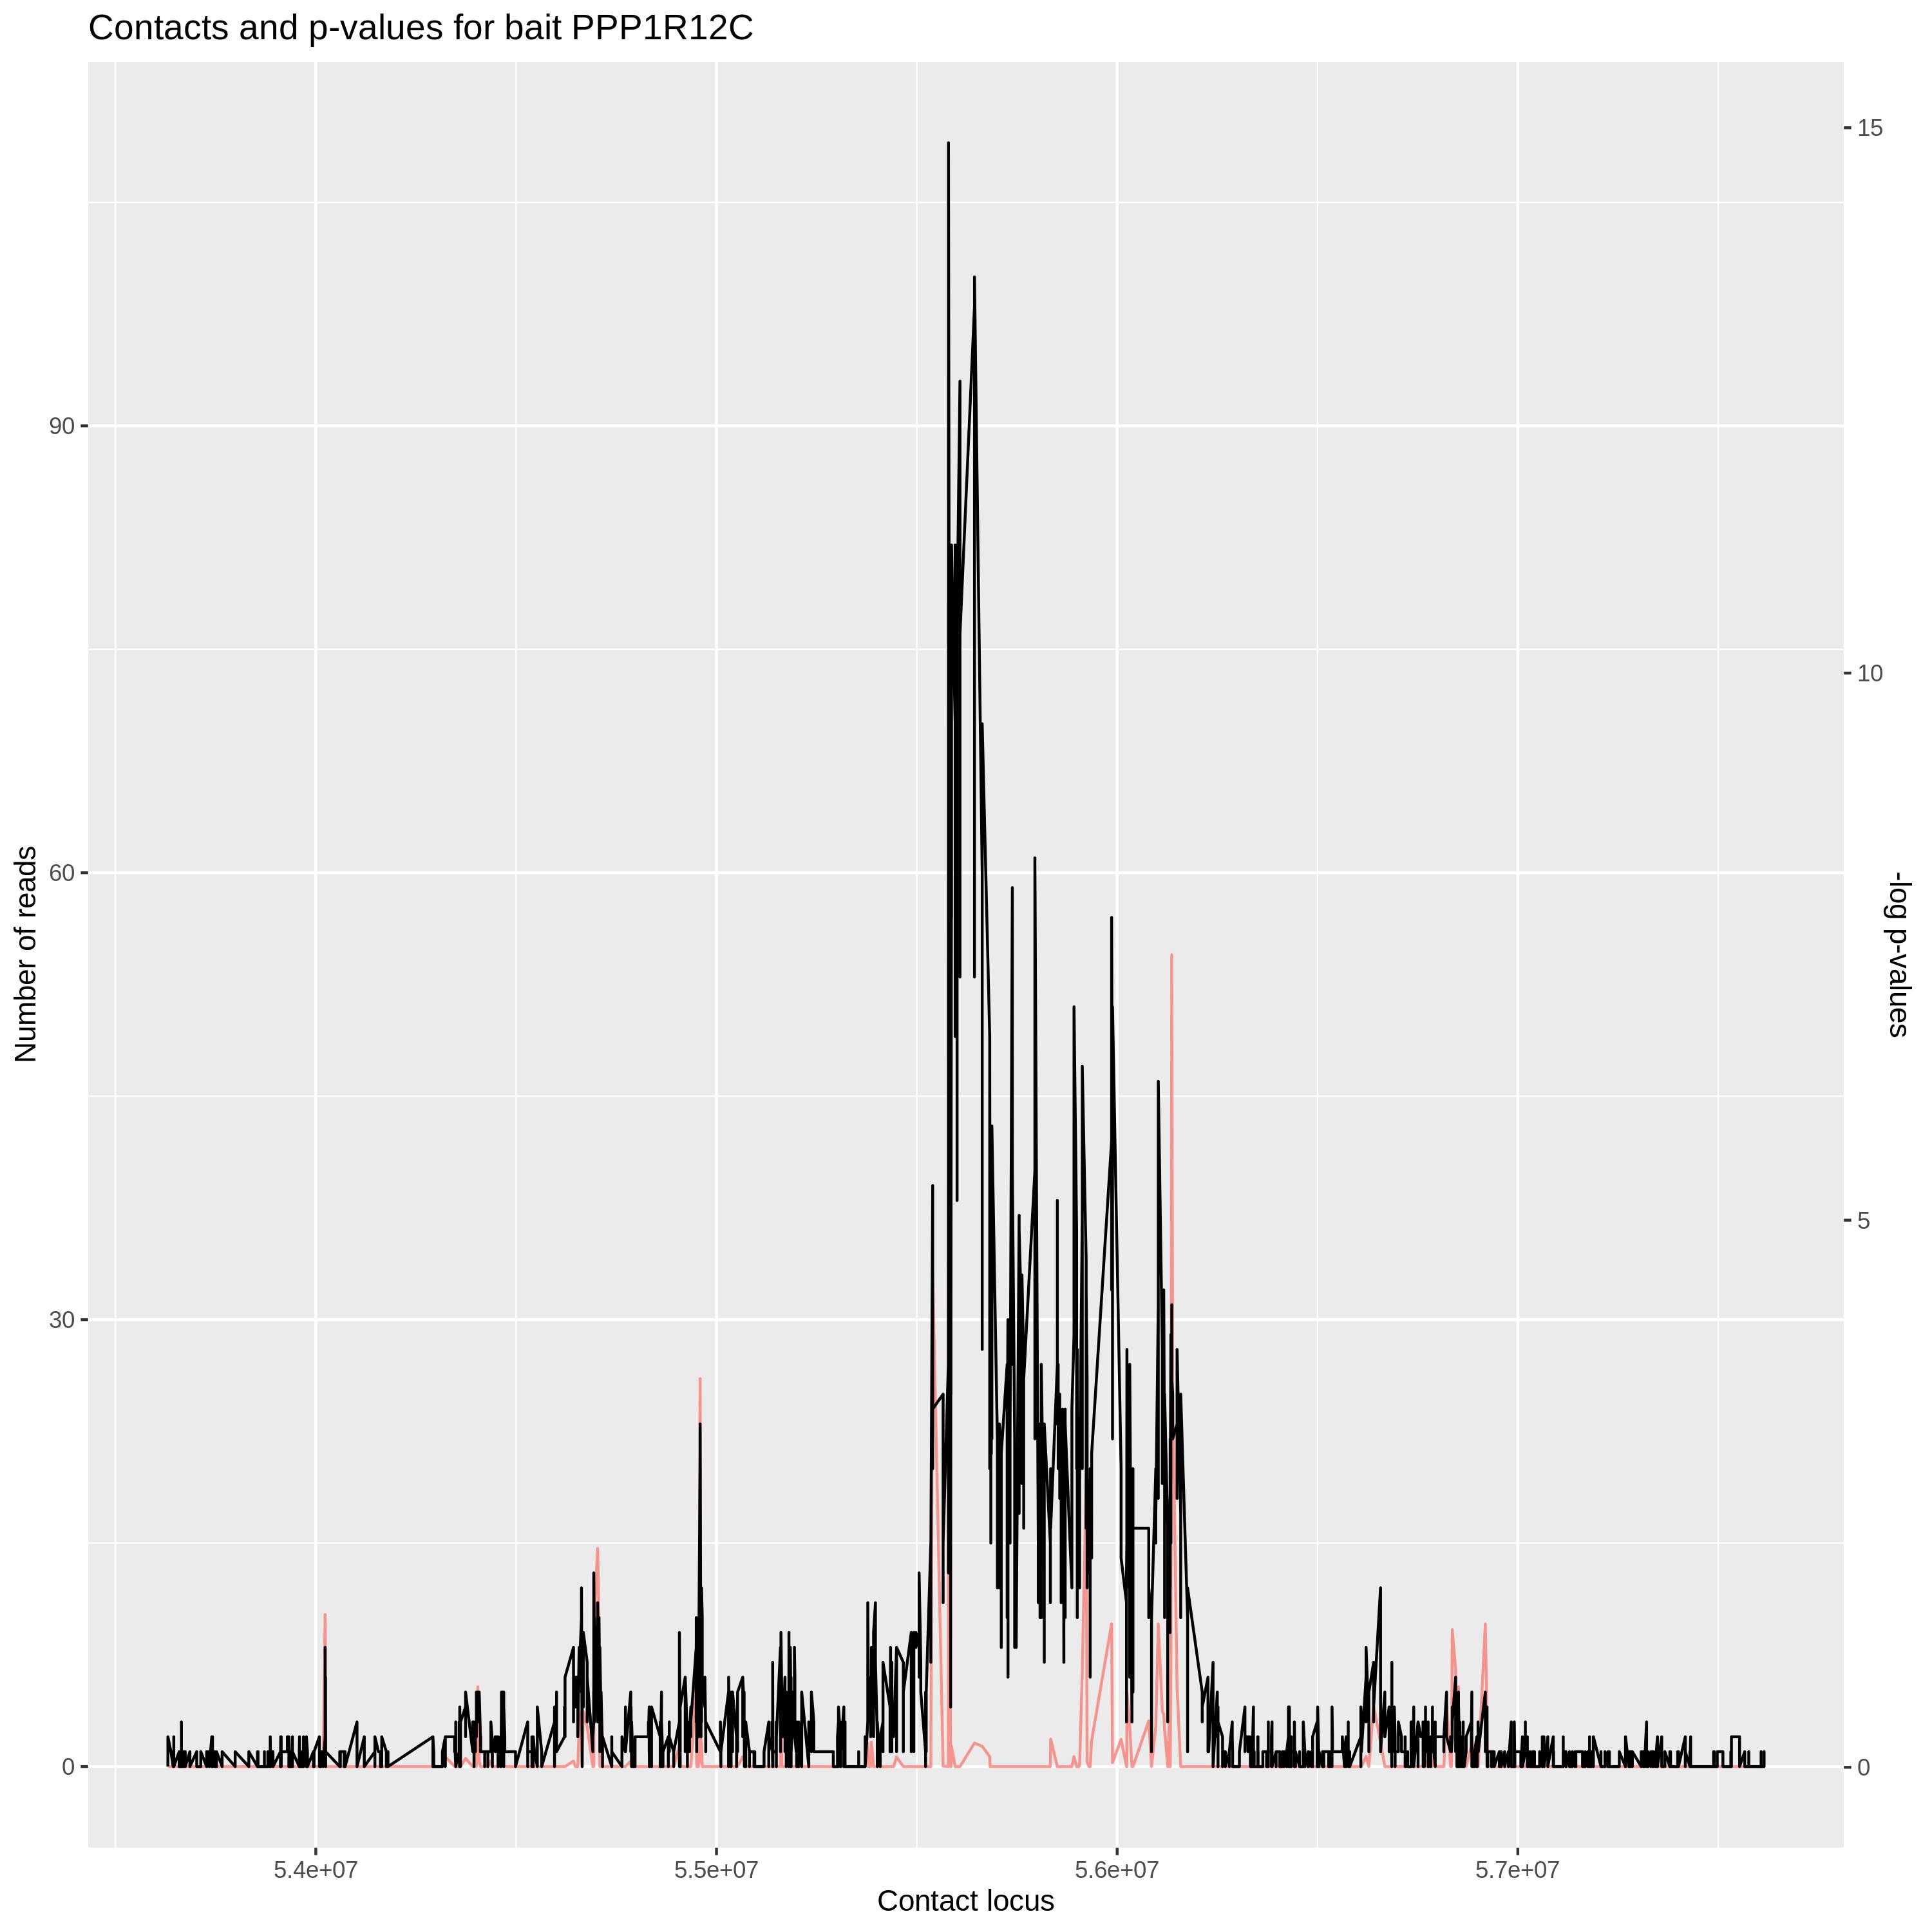 Contacts and p-values for bait PPP1R12C
15
90
10
60
Number of reads
-log p-values
5
30
0
0
5.4e+07
5.5e+07
5.6e+07
5.7e+07
Contact locus